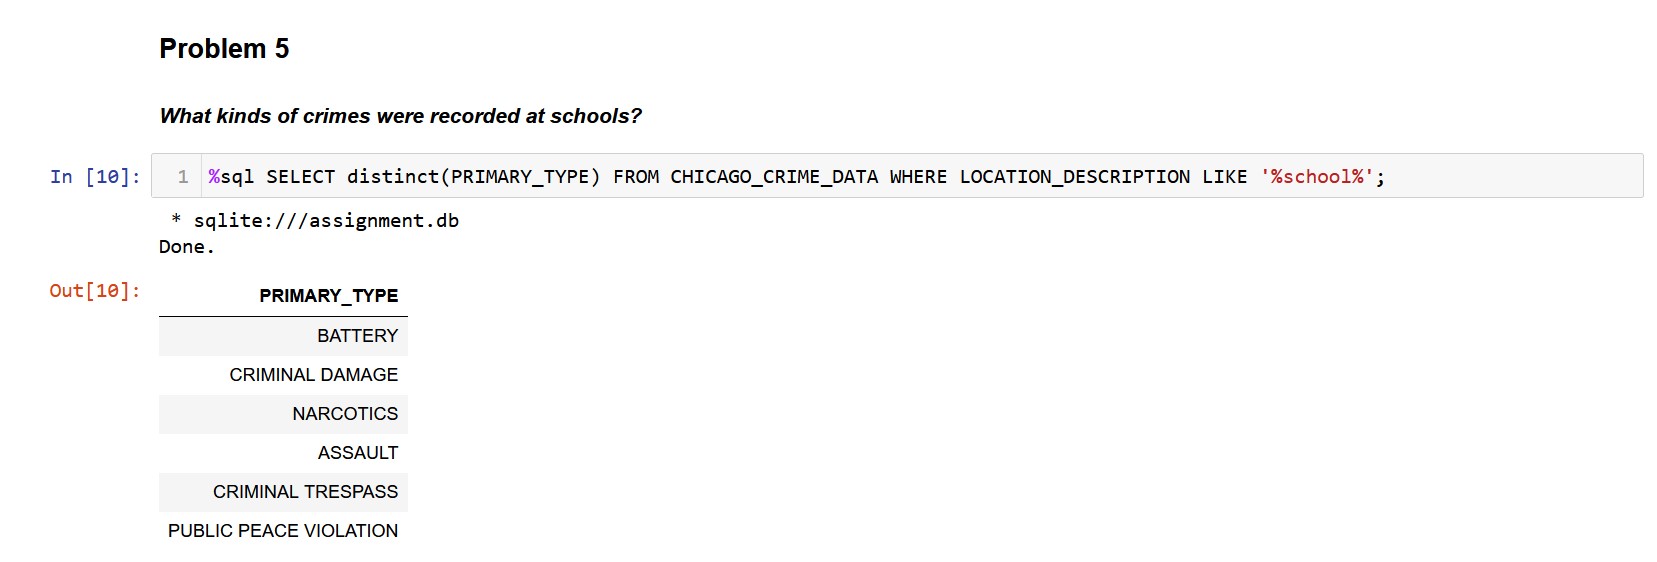 Problem 5
What kinds of crimes were recorded at schools?
In [10]: 1 %sql SELECT distinct(PRIMARY_TYPE) FROM CHICAGO_CRIME_DATA WHERE LOCATION_DESCRIPTION LIKE '%school%';
* sqlite:///assignment.db
Done.
Out[10]: PRIMARY_TYPE
BATTERY
CRIMINAL DAMAGE
NARCOTICS
ASSAULT
CRIMINAL TRESPASS
PUBLIC PEACE VIOLATION